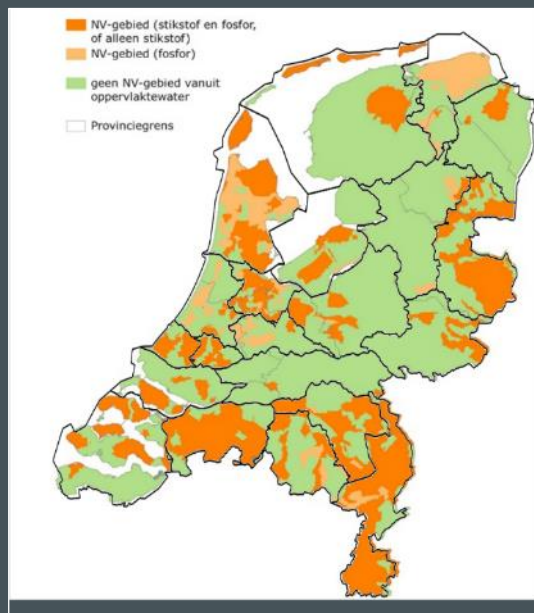 NV-gebied (stikstof en fosfor,
of alleen stikstof)
NV-gebied (fosfor)
geen NV-gebied vanuit
oppervlaktewater
Provinciegrens